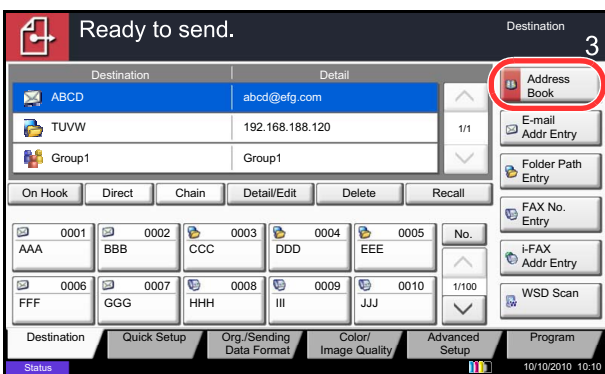 Ready to send.
Destination
3
Destination Detail
ABCD abcd@efg.com
TUVW 192.168.188.120 1/1
Group1 Group1
Address
Book
E-mail
Addr Entry
Folder Path
Entry
FAX No.
Entry
i-FAX
Addr Entry
WSD Scan
On Hook Direct Chain Detail/Edit Delete Recall
0001 0002 0003 0004 0005 No.
AAA BBB CCC DDD EEE
0006 0007 0008 0009 0010 1/100
FFF GGG HHH III JJJ
Destination Quick Setup Org./Sending
Data Format Color/
Image Quality Advanced
Setup Program
Status 10/10/2010 10:10